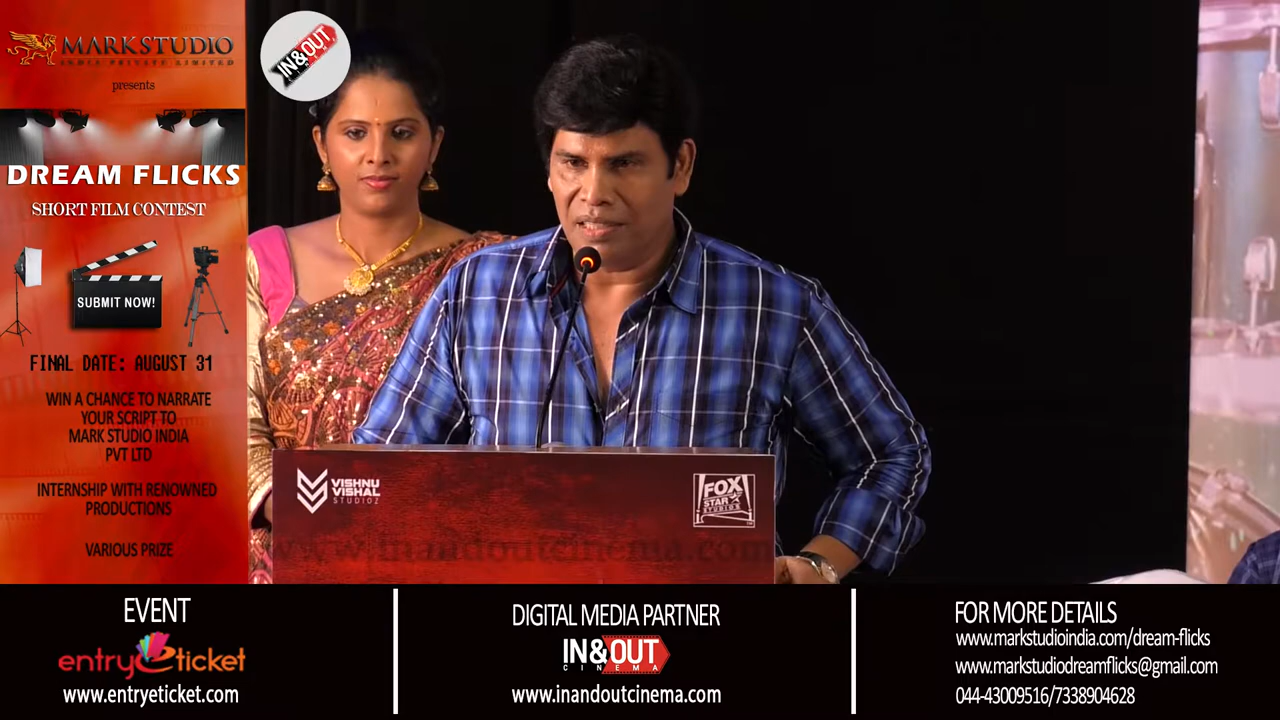 MARKSTUDIO
INDIA PRIVATE LIMITED
presents
DREAM FLICKS
SHORT FILM CONTEST
SUBMIT NOW!
FINAL DATE: AUGUST 31
WIN A CHANCE TO NARRATE
YOUR SCRIPT TO
MARK STUDIO INDIA
PVT LTD
INTERNSHIP WITH RENOWNED
PRODUCTIONS
VARIOUS PRIZE
IN&OUT
CINEMA
VISHNU
VISHAL
STUDIOZ
FOX
STAR
STUDIOS
www.inandoutcinema.com
EVENT
entryeticket
www.entryeticket.com
DIGITAL MEDIA PARTNER
IN&OUT
CINEMA
www.inandoutcinema.com
FOR MORE DETAILS
www.markstudioindia.com/dream-flicks
www.markstudiodreamflicks@gmail.com
044-43009516/7338904628